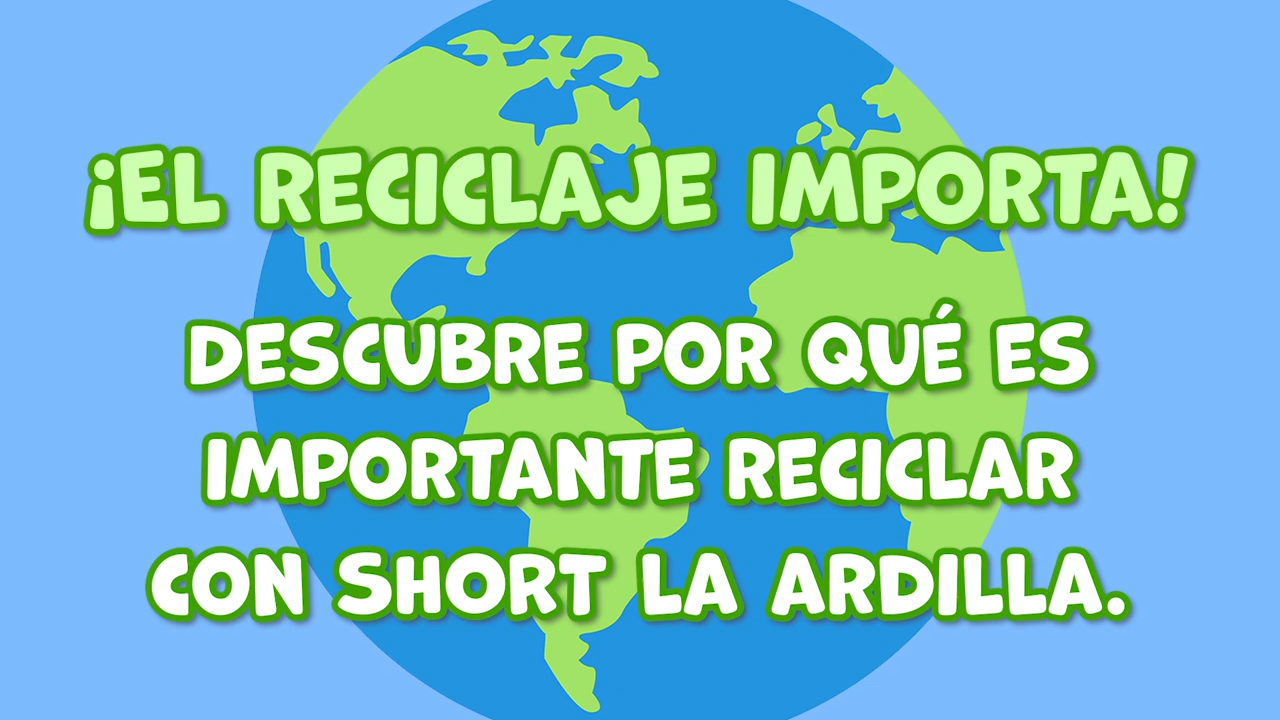 ¡EL RECICLAJE IMPORTA!
DESCUBRE POR QUÉ ES
IMPORTANTE RECICLAR
CON SHORT LA ARDILLA.